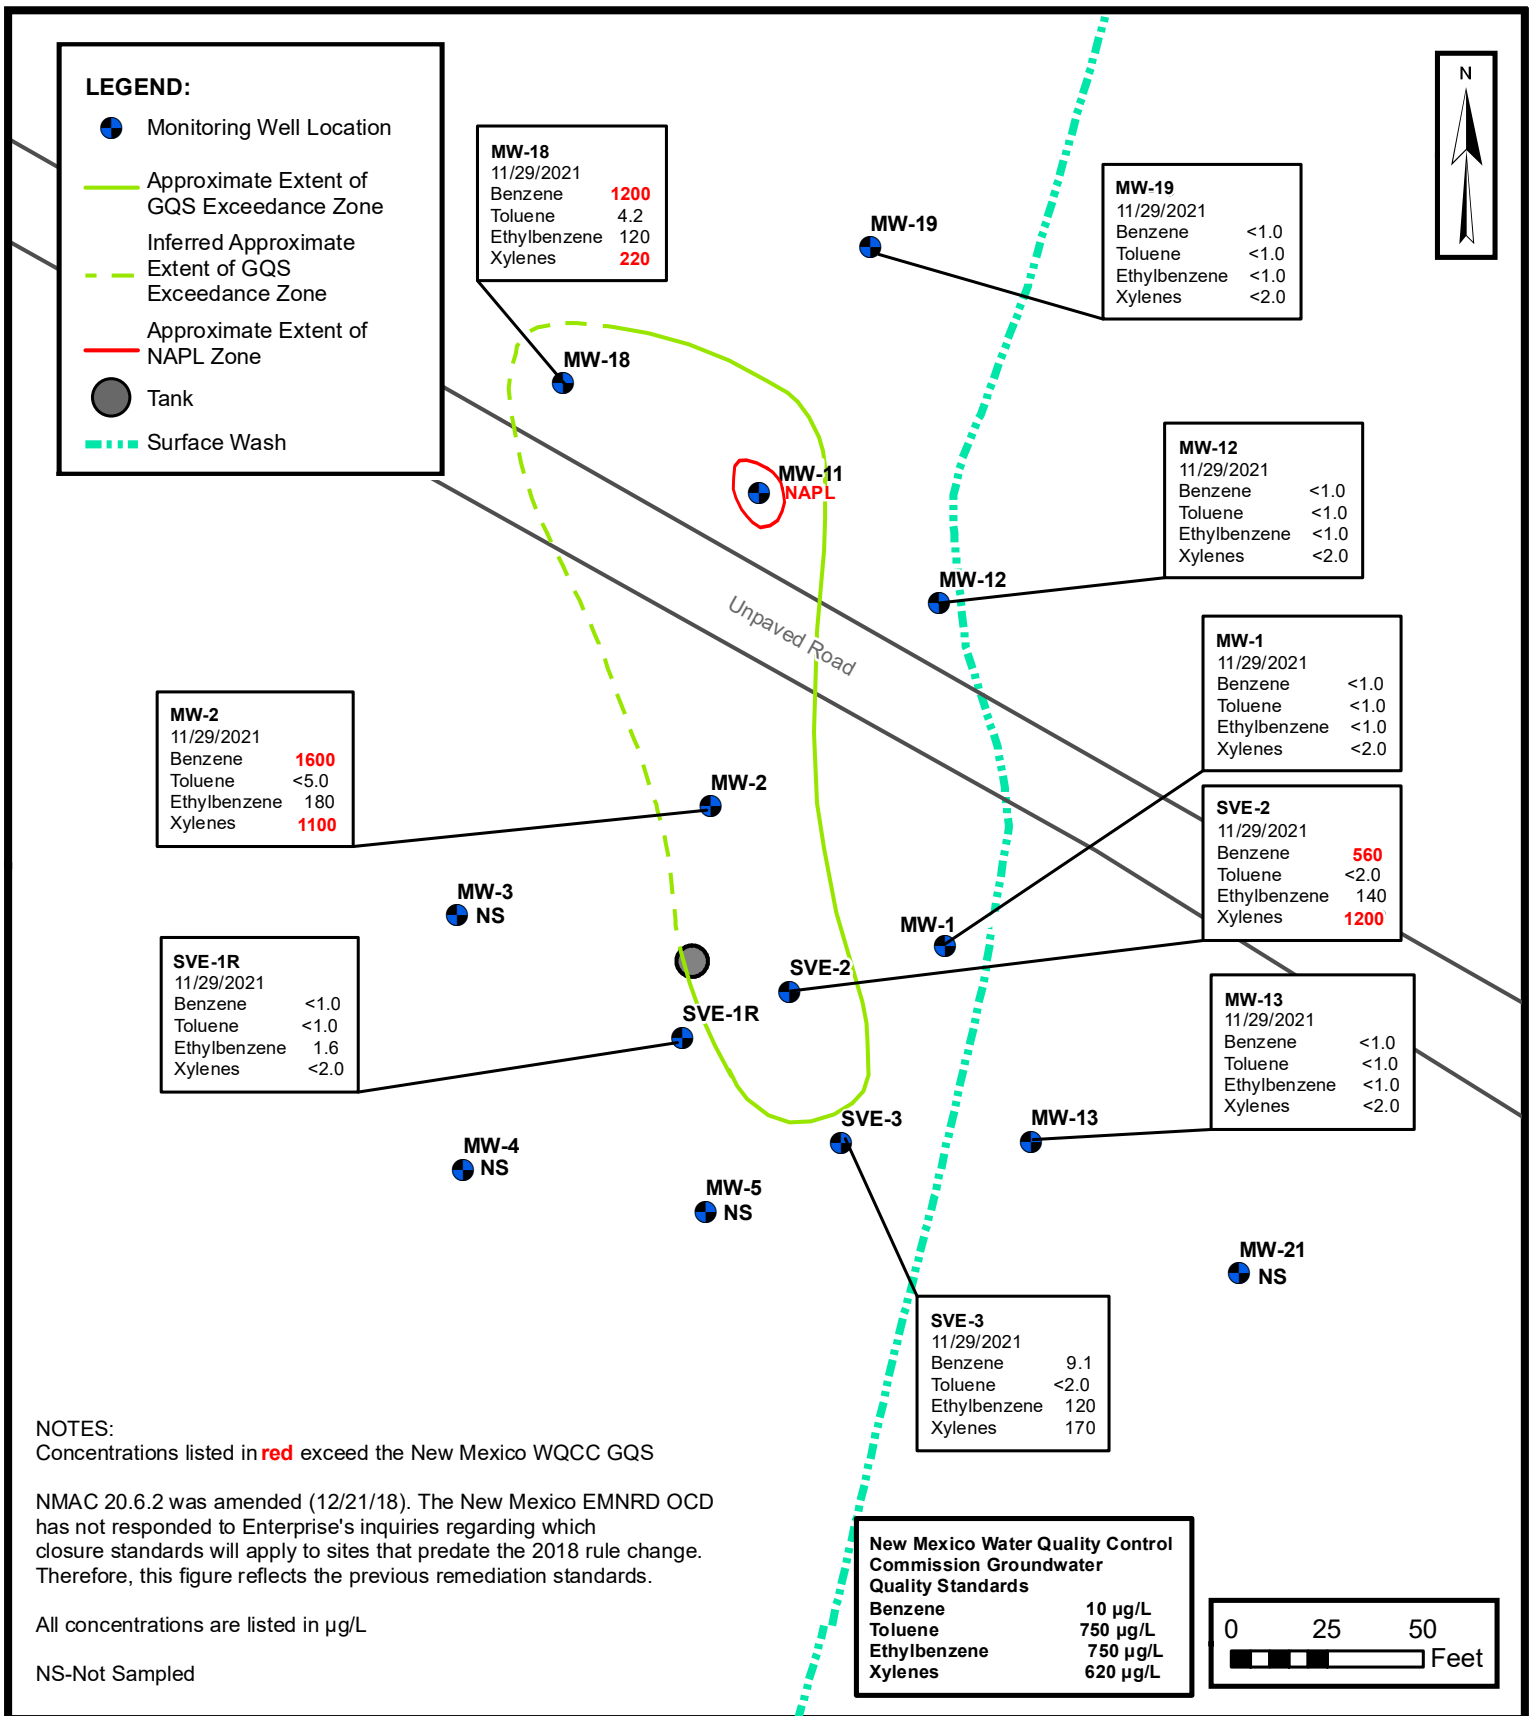 LEGEND:
Monitoring Well Location
Approximate Extent of
GQS Exceedance Zone
Inferred Approximate
Extent of GQS
Exceedance Zone
Approximate Extent of
NAPL Zone
Tank
Surface Wash
N
MW-18
11/29/2021
Benzene 1200
Toluene 4.2
Ethylbenzene 120
Xylenes 220
MW-19
11/29/2021
Benzene <1.0
Toluene <1.0
Ethylbenzene <1.0
Xylenes <2.0
MW-19
MW-18
MW-11
NAPL
MW-12
11/29/2021
Benzene <1.0
Toluene <1.0
Ethylbenzene <1.0
Xylenes <2.0
MW-12
Unpaved Road
MW-1
11/29/2021
Benzene <1.0
Toluene <1.0
Ethylbenzene <1.0
Xylenes <2.0
MW-2
11/29/2021
Benzene 1600
Toluene <5.0
Ethylbenzene 180
Xylenes 1100
MW-2
SVE-2
11/29/2021
Benzene 560
Toluene <2.0
Ethylbenzene 140
Xylenes 1200
MW-3
NS
MW-1
SVE-2
SVE-1R
11/29/2021
Benzene <1.0
Toluene <1.0
Ethylbenzene 1.6
Xylenes <2.0
SVE-1R
MW-13
11/29/2021
Benzene <1.0
Toluene <1.0
Ethylbenzene <1.0
Xylenes <2.0
SVE-3
MW-13
MW-4
NS
MW-5
NS
MW-21
NS
SVE-3
11/29/2021
Benzene 9.1
Toluene <2.0
Ethylbenzene 120
Xylenes 170
NOTES:
Concentrations listed in red exceed the New Mexico WQCC GQS
NMAC 20.6.2 was amended (12/21/18). The New Mexico EMNRD OCD
has not responded to Enterprise's inquiries regarding which
closure standards will apply to sites that predate the 2018 rule change.
Therefore, this figure reflects the previous remediation standards.
All concentrations are listed in µg/L
NS-Not Sampled
New Mexico Water Quality Control
Commission Groundwater
Quality Standards
Benzene 10 µg/L
Toluene 750 µg/L
Ethylbenzene 750 µg/L
Xylenes 620 µg/L
0 25 50
Feet